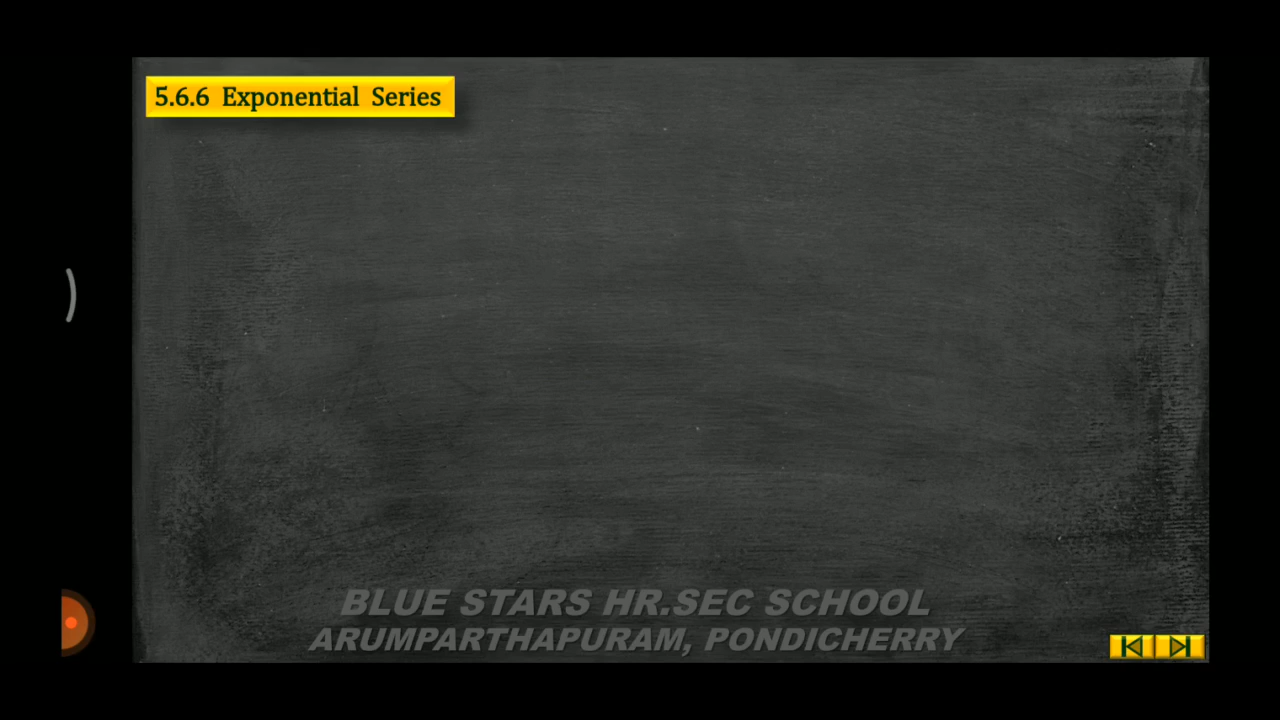 5.6.6 Exponential Series
BLUE STARS HR.SEC SCHOOL
ARUMPARTHAPURAM, PONDICHERRY